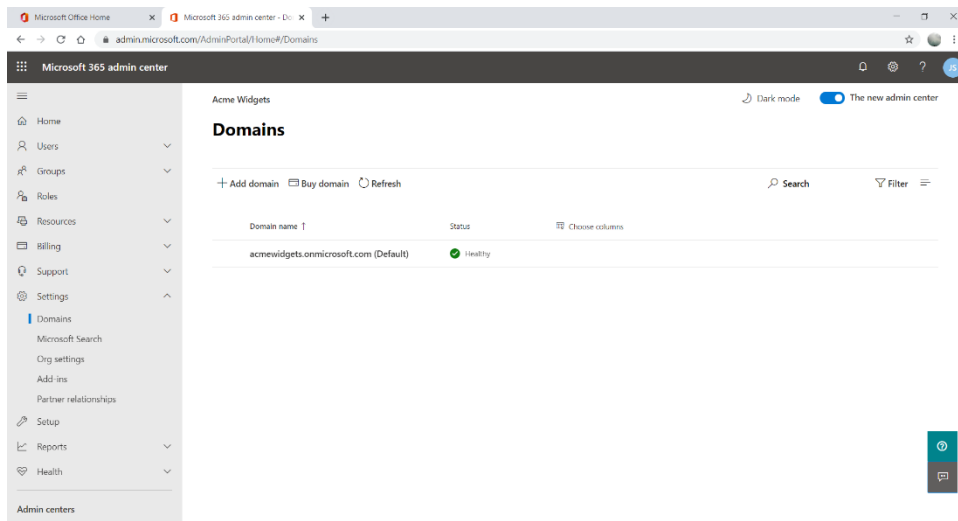 Microsoft Office Home
Microsoft 365 admin center - Do
admin.microsoft.com/AdminPortal/Home#/Domains
Microsoft 365 admin center
?
JS
Acme Widgets
Dark mode
The new admin center
Home
Users
Groups
Roles
Resources
Billing
Support
Settings
Domains
Microsoft Search
Org settings
Add-ins
Partner relationships
Setup
Reports
Health
Admin centers
Domains
Add domain Buy domain Refresh
Search
Filter
Domain name ↑ Status Choose columns
acmewidgets.onmicrosoft.com (Default) Healthy